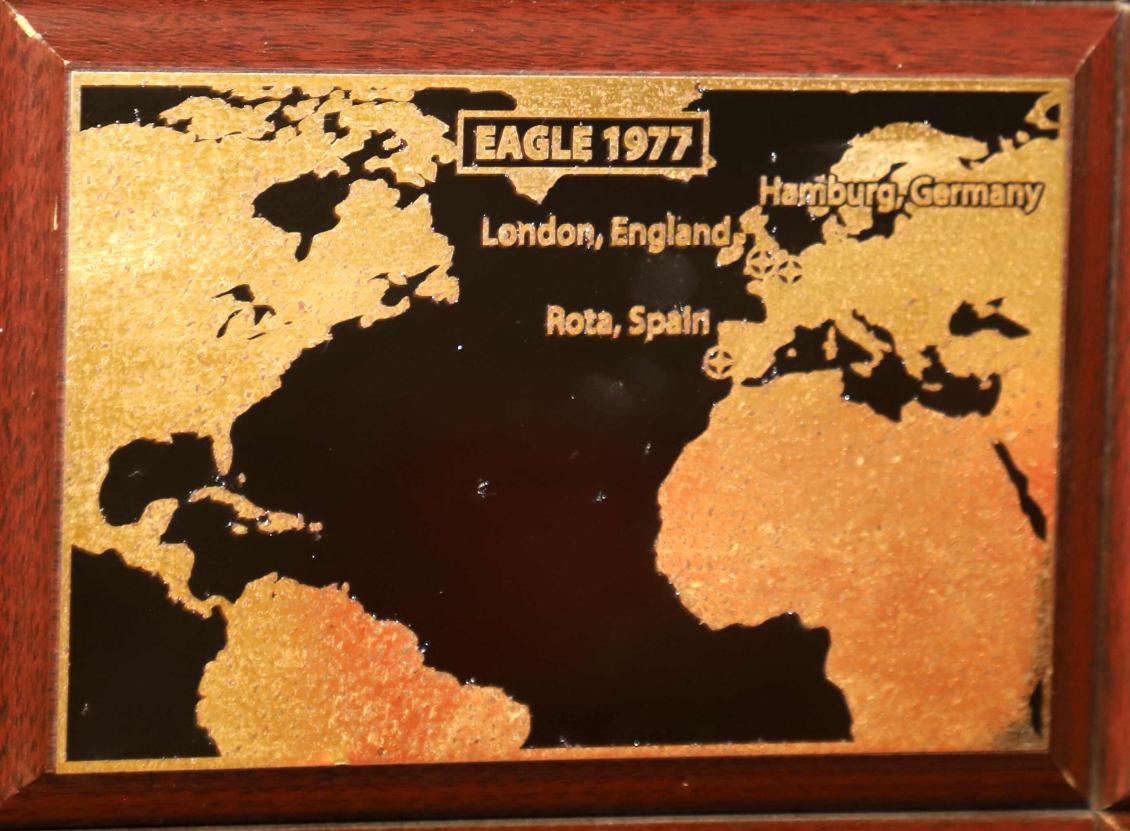 EAGLE 1977
Hamburg, Germany
London, England
Rota, Spain